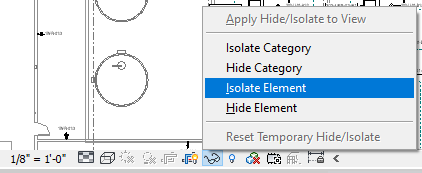 Apply Hide/Isolate to View
Isolate Category
Hide Category
Isolate Element
Hide Element
Reset Temporary Hide/Isolate
1/8" = 1'-0"